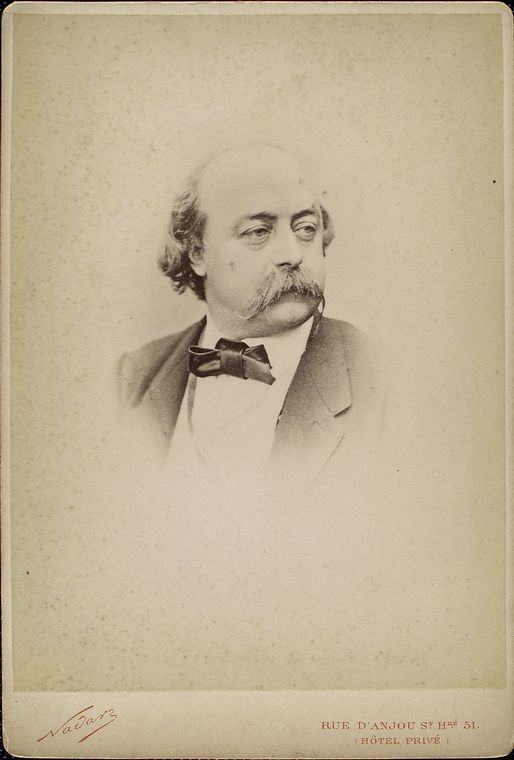 Nadar
RUE D'ANJOU Sᵀ Hᴿᴱ́ 51.
(HÔTEL PRIVÉ)